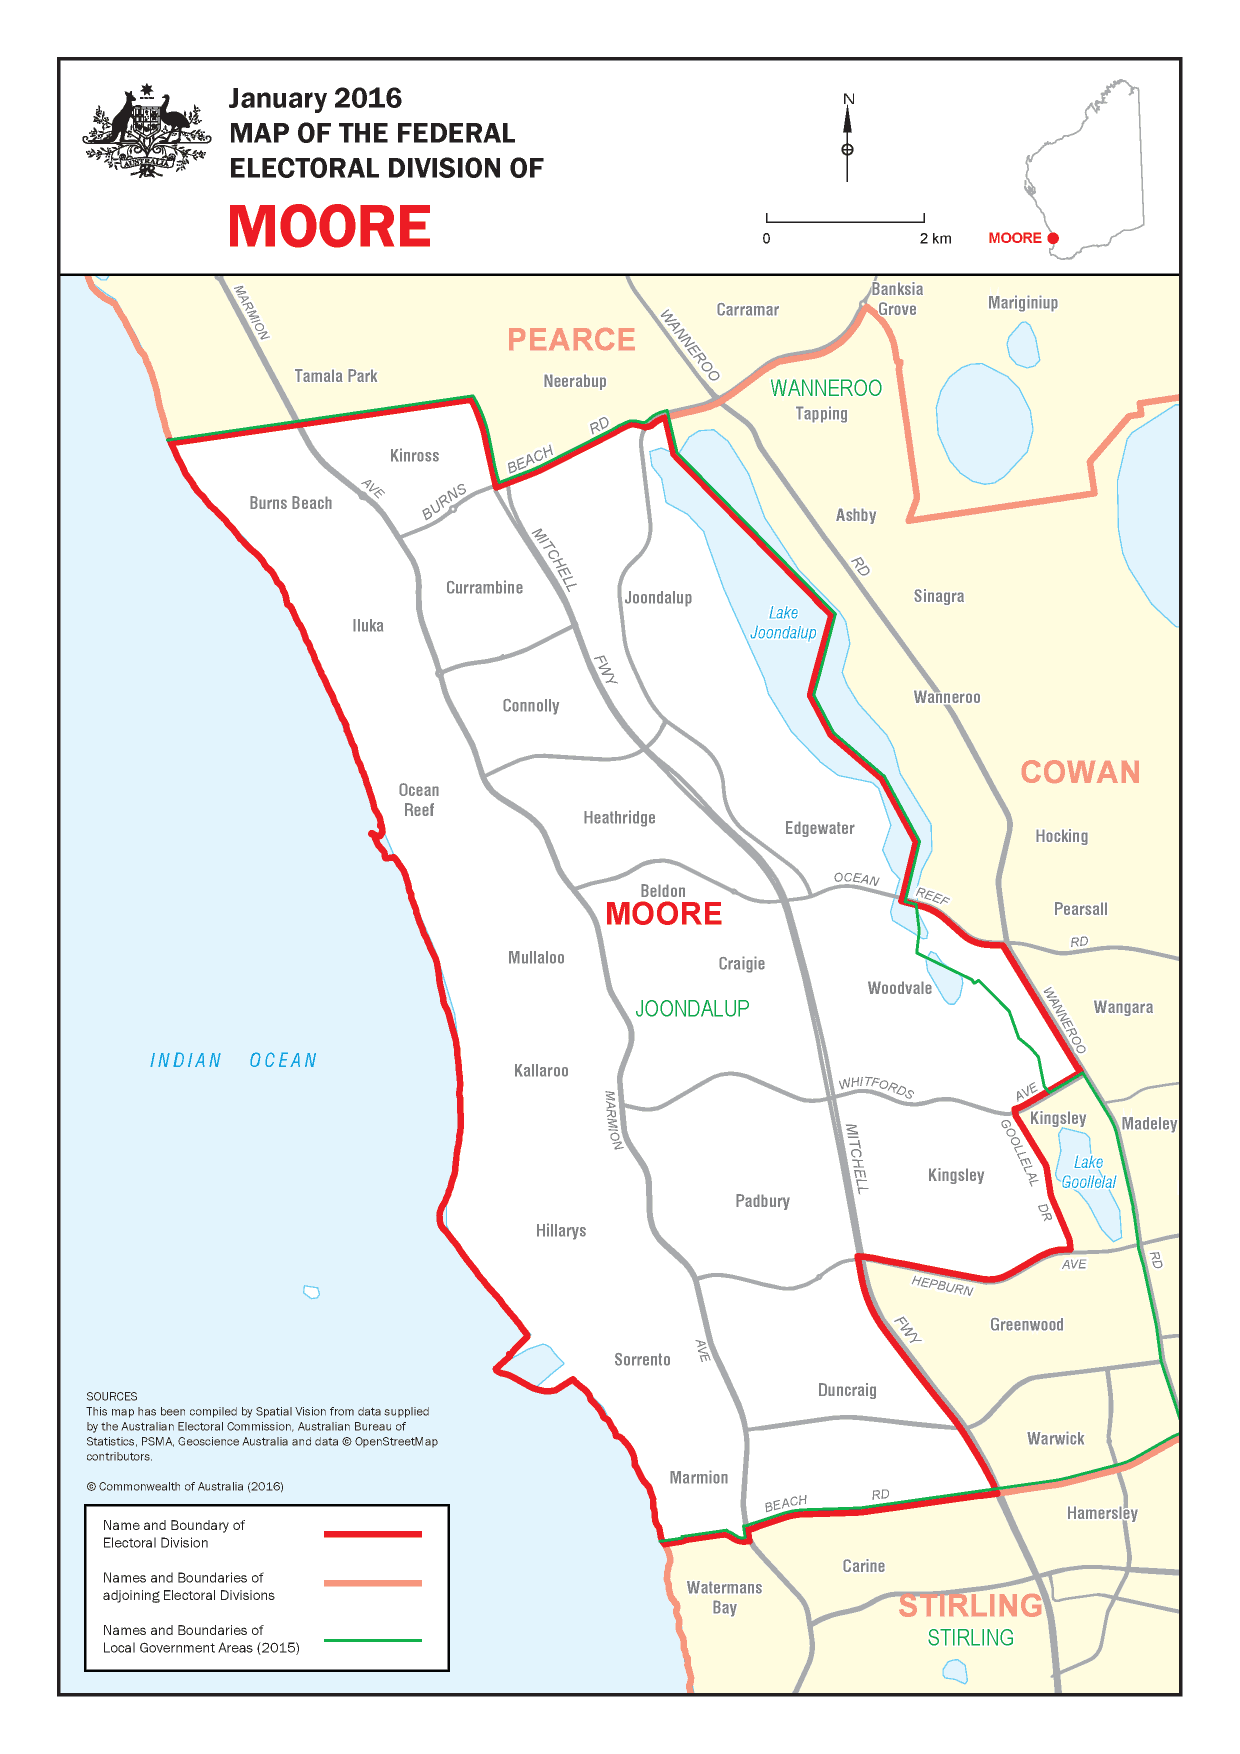 AUSTRALIA
January 2016
MAP OF THE FEDERAL
ELECTORAL DIVISION OF
MOORE
N
0
2 km
MOORE
MARMION
WANNEROO
Carramar
Banksia
Grove
Mariginiup
PEARCE
Tamala Park
Neerabup
WANNEROO
Tapping
RD
BEACH
Kinross
AVE
BURNS
Burns Beach
Ashby
MITCHELL
RD
Currambine
Joondalup
Sinagra
Lake
Joondalup
Iluka
FWY
Wanneroo
Connolly
COWAN
Ocean
Reef
Heathridge
Edgewater
Hocking
OCEAN
REEF
Beldon
MOORE
Pearsall
RD
Mullaloo
Craigie
Woodvale
WANNEROO
Wangara
JOONDALUP
INDIAN OCEAN
Kallaroo
WHITFORDS
AVE
MARMION
Kingsley
Madeley
GOOLLELAL
MITCHELL
Lake
Goollelal
Kingsley
Padbury
DR
Hillarys
RD
AVE
HEPBURN
FWY
Greenwood
AVE
Sorrento
Duncraig
Warwick
Marmion
BEACH
RD
Hamersley
Carine
Watermans
Bay
STIRLING
STIRLING
SOURCES
This map has been compiled by Spatial Vision from data supplied
by the Australian Electoral Commission, Australian Bureau of
Statistics, PSMA, Geoscience Australia and data © OpenStreetMap
contributors.
© Commonwealth of Australia (2016)
Name and Boundary of
Electoral Division
Names and Boundaries of
adjoining Electoral Divisions
Names and Boundaries of
Local Government Areas (2015)